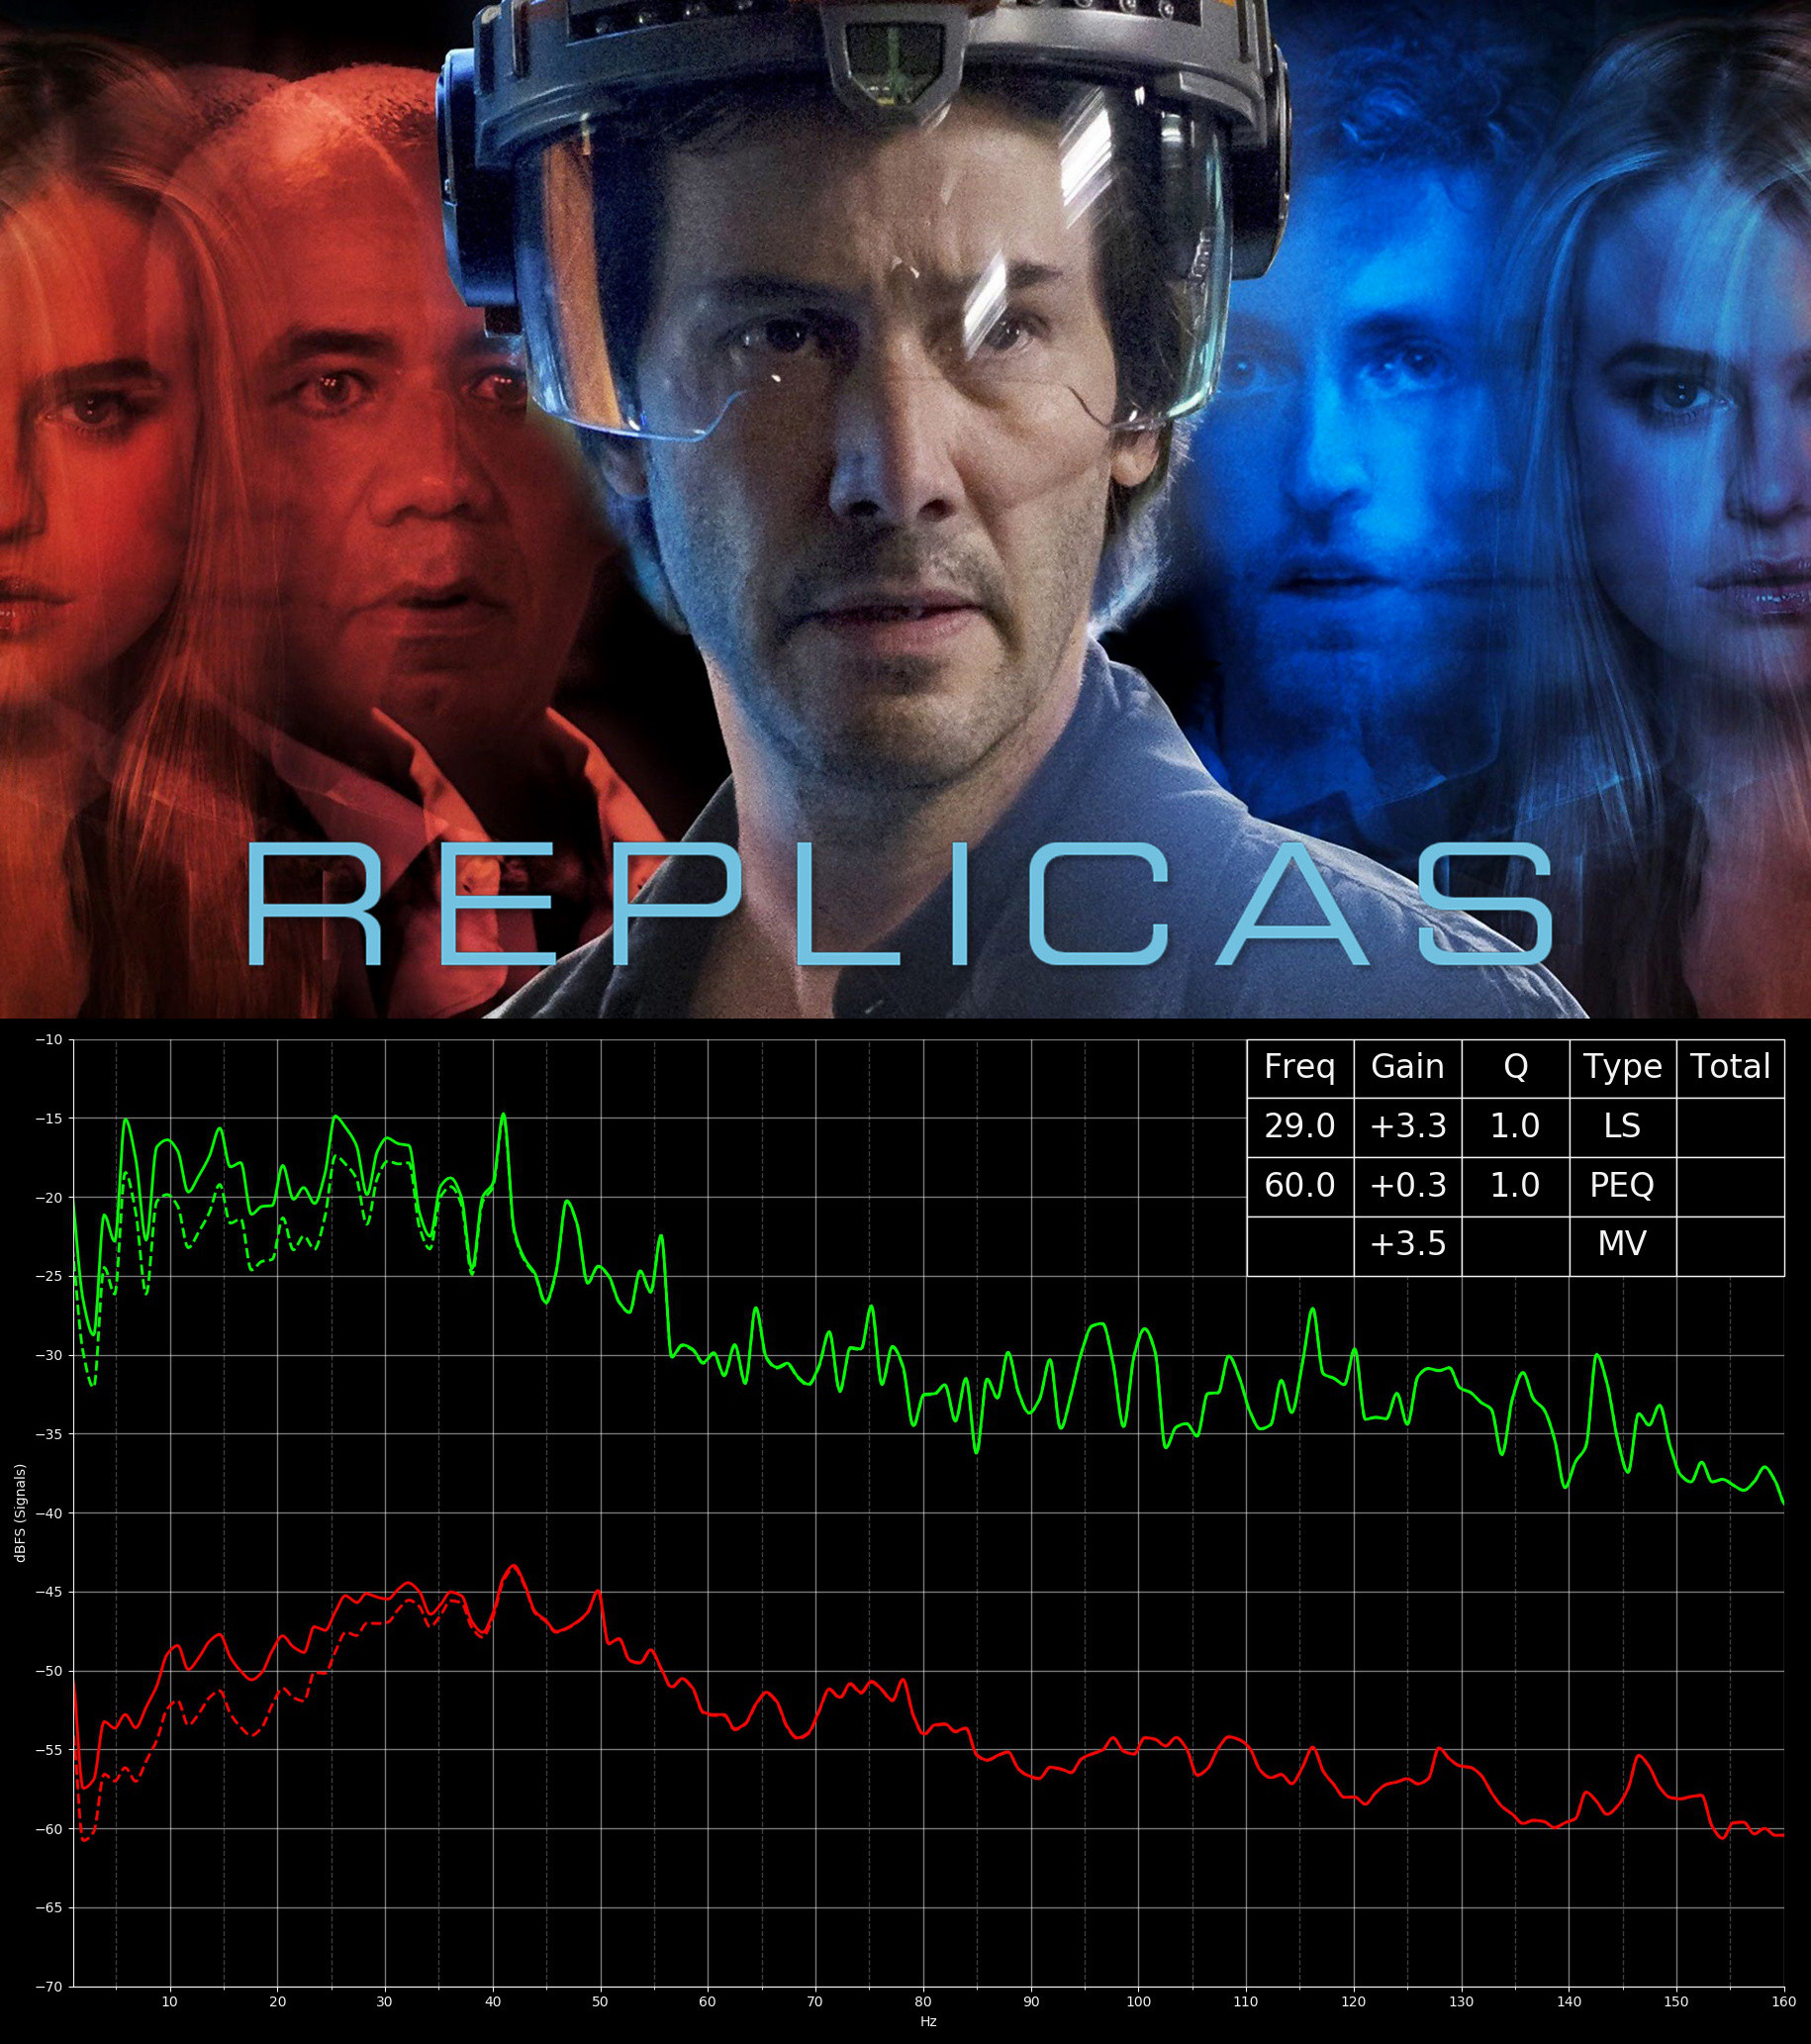 REPLICAS
Freq Gain Q Type Total
29.0 +3.3 1.0 LS
60.0 +0.3 1.0 PEQ
+3.5 MV
−10
−15
−20
−25
−30
−35
−40
−45
−50
−55
−60
−65
−70
dBFS (Signals)
10 20 30 40 50 60 70 80 90 100 110 120 130 140 150 160
Hz